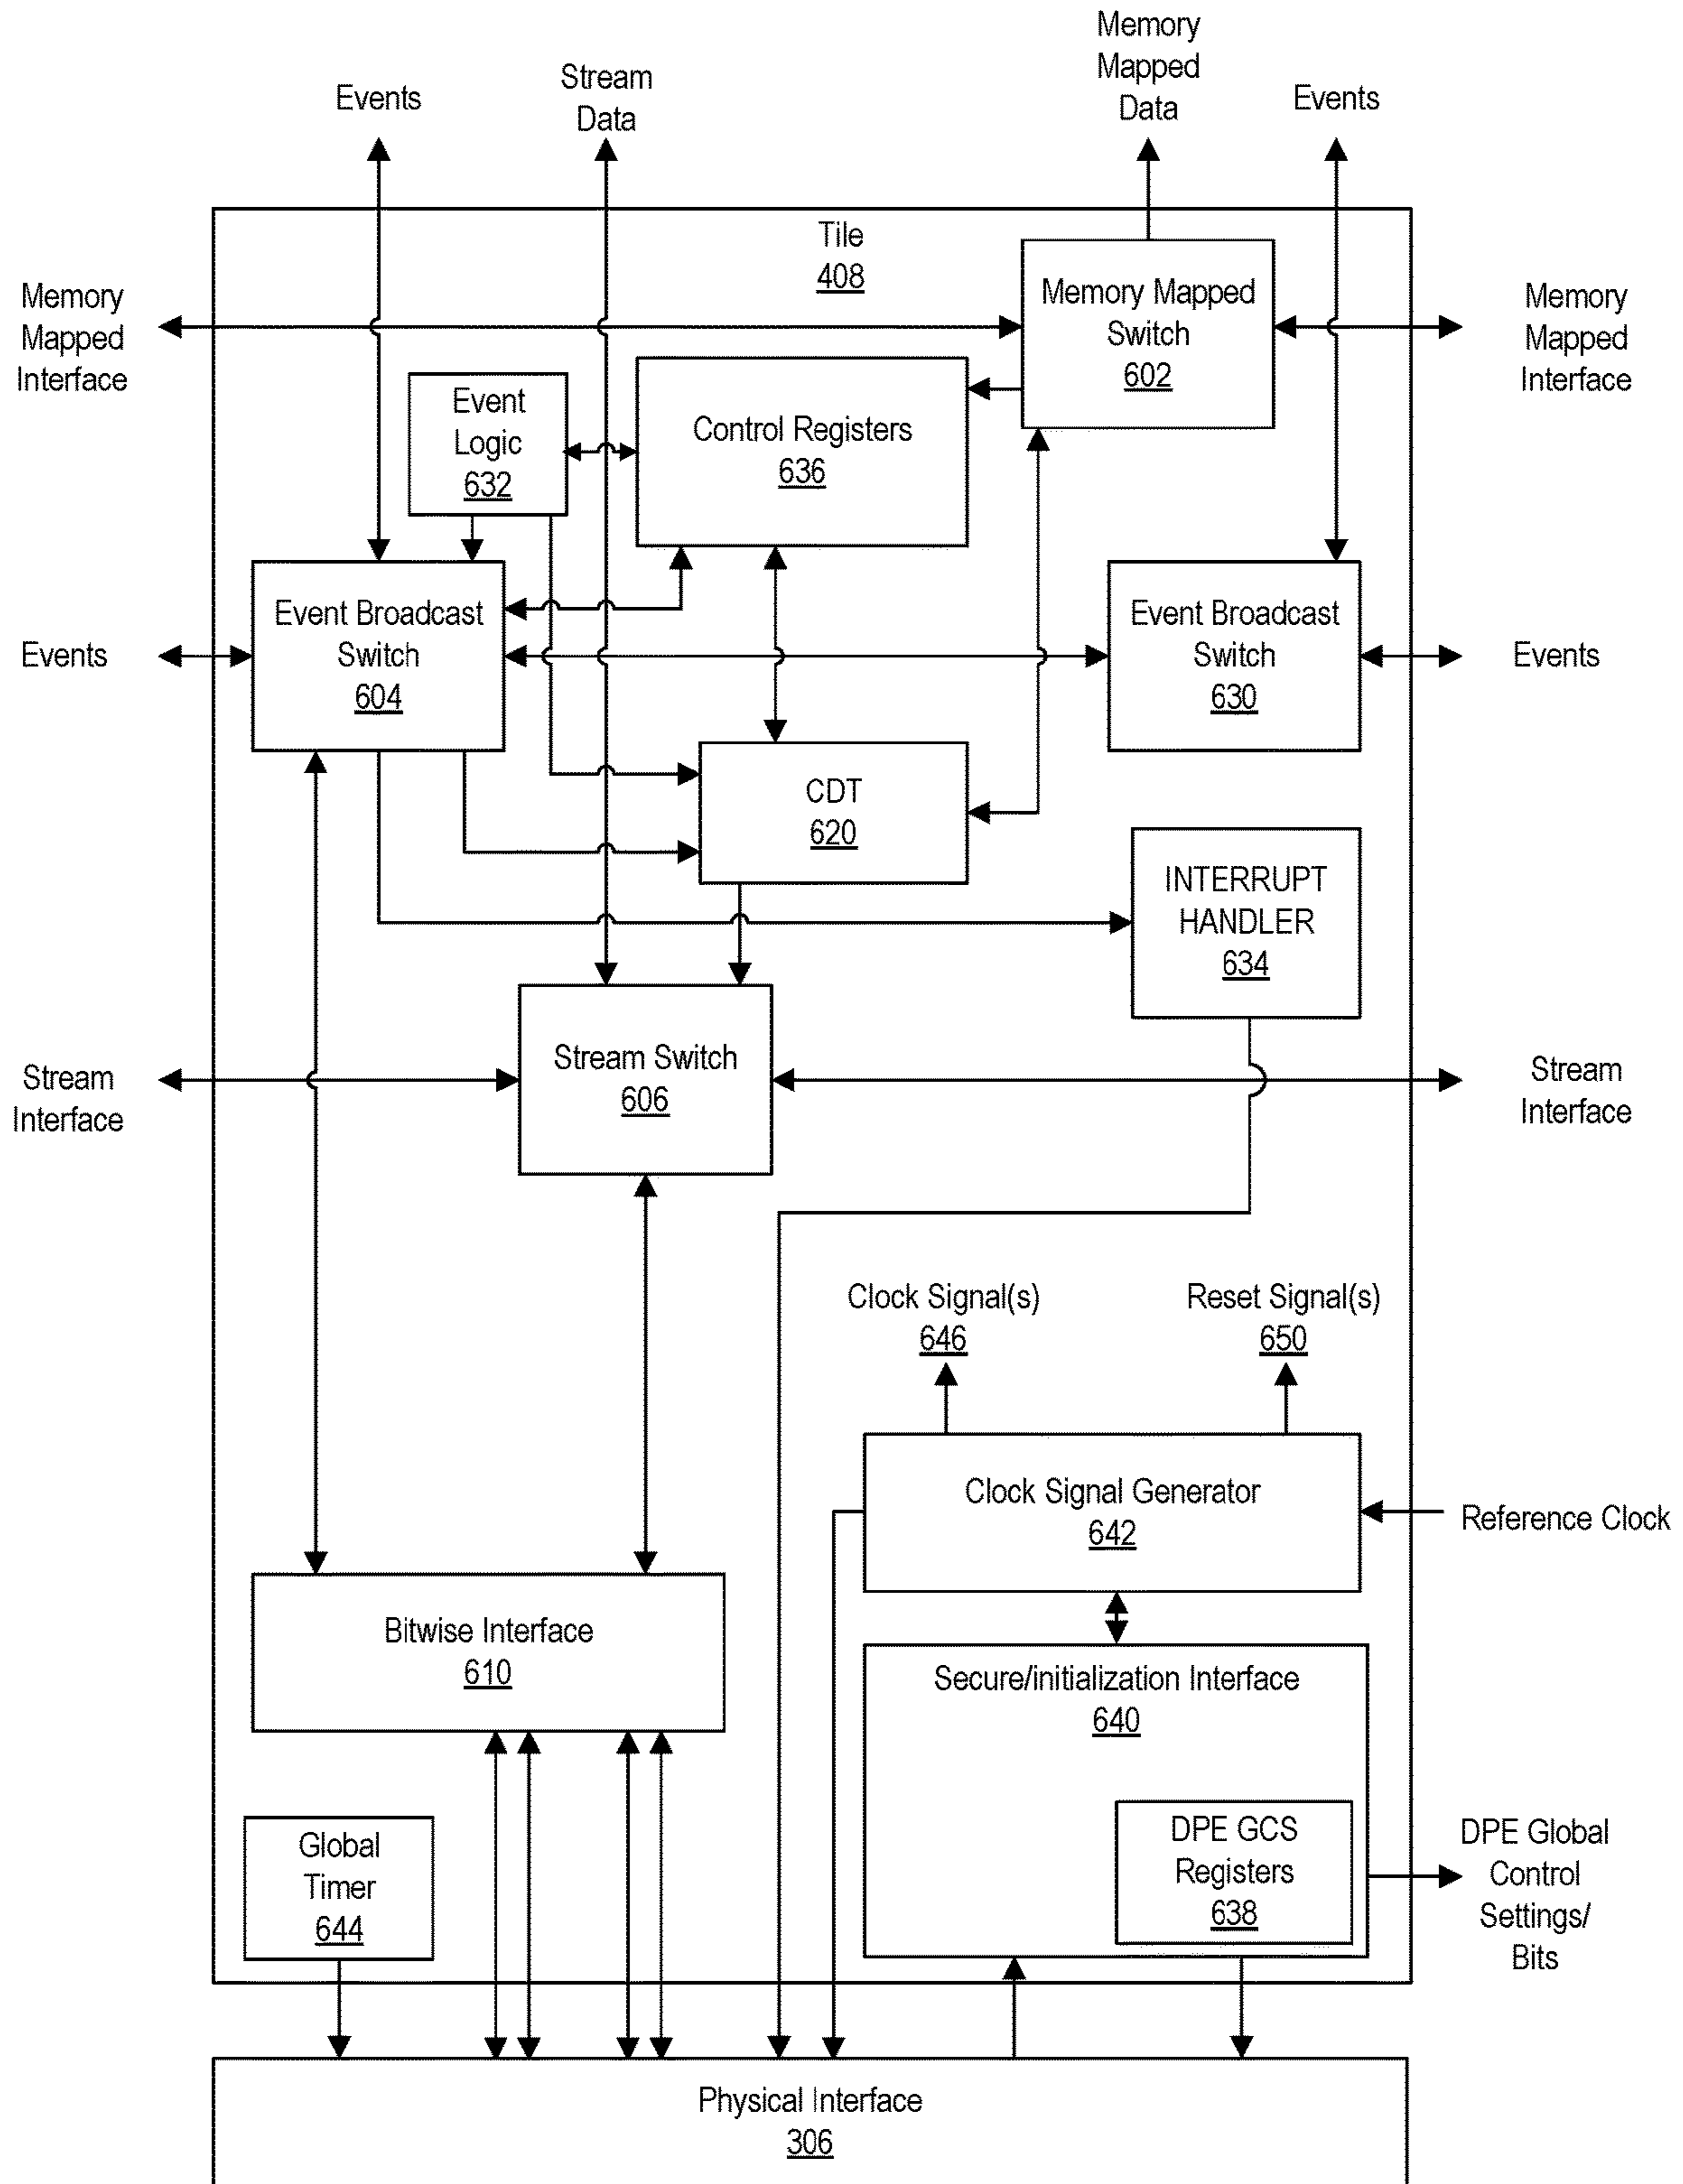 Memory
Mapped
Data
Stream
Data
Events
Events
Tile
408
Memory
Mapped
Interface
Memory Mapped
Switch
602
Memory
Mapped
Interface
Event
Logic
632
Control Registers
636
Events
Event Broadcast
Switch
604
Event Broadcast
Switch
630
Events
CDT
620
INTERRUPT
HANDLER
634
Stream
Interface
Stream Switch
606
Stream
Interface
Clock Signal(s)
646
Reset Signal(s)
650
Clock Signal Generator
642
Reference Clock
Bitwise Interface
610
Secure/initialization Interface
640
Global
Timer
644
DPE GCS
Registers
638
DPE Global
Control
Settings/
Bits
Physical Interface
306